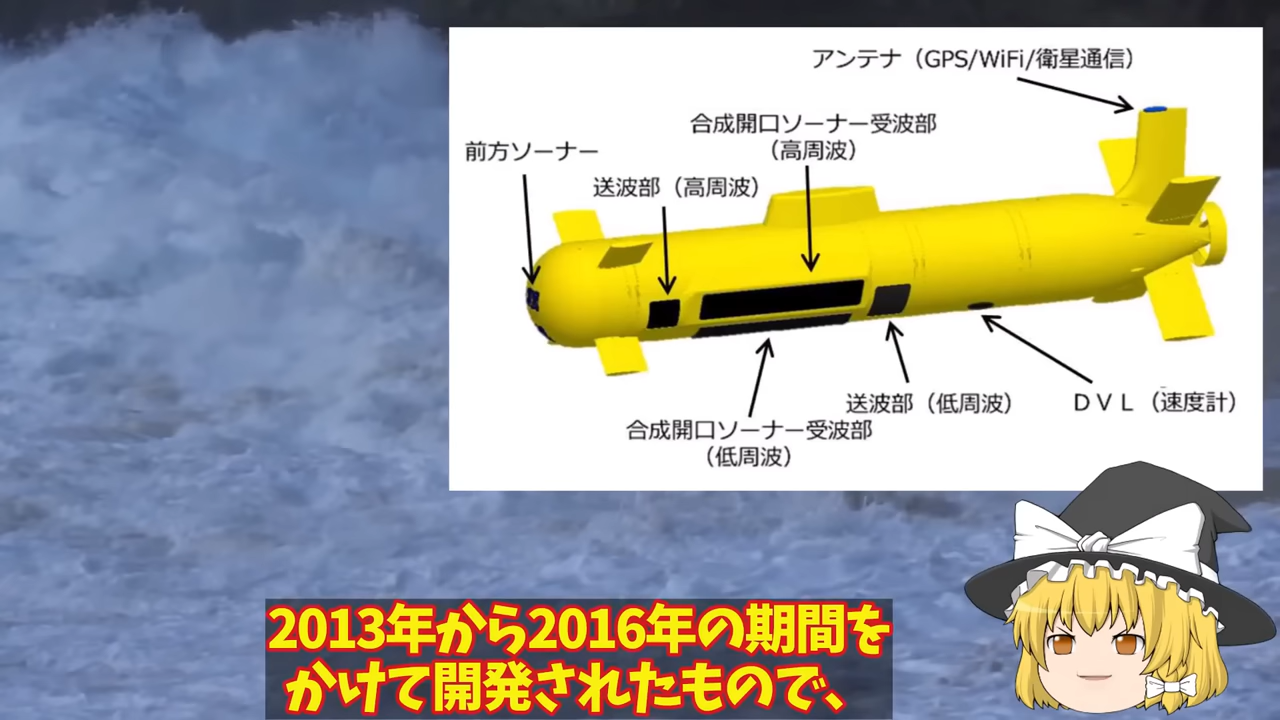 アンテナ（GPS/WiFi/衛星通信）
合成開口ソーナー受波部
（高周波）
前方ソーナー
送波部（高周波）
送波部（低周波）
ＤＶＬ（速度計）
合成開口ソーナー受波部
（低周波）
2013年から2016年の期間を
かけて開発されたもので、